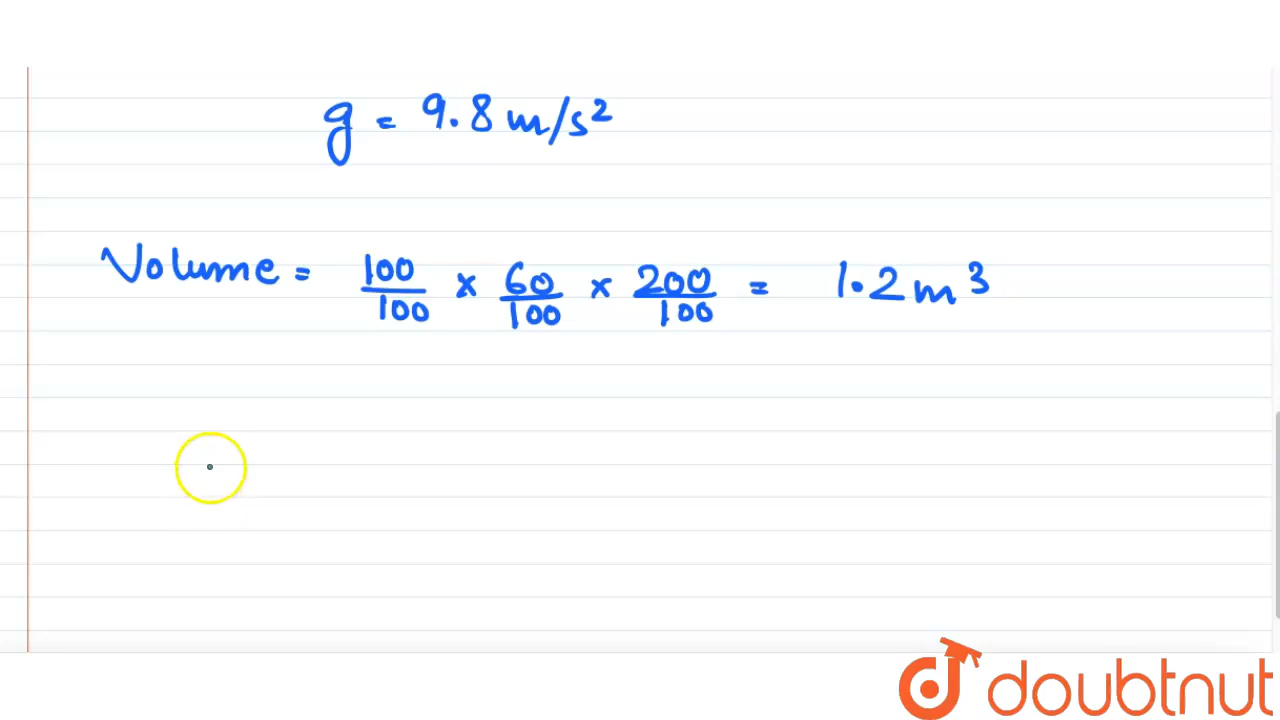 g = 9.8 m/s²
Volume = 100/100 × 60/100 × 200/100 = 1.2 m³
doubtnut